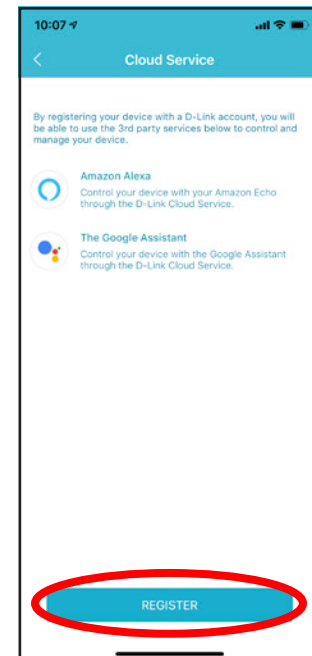 10:07
Cloud Service
By registering your device with a D-Link account, you will
be able to use the 3rd party services below to control and
manage your device.
Amazon Alexa
Control your device with your Amazon Echo
through the D-Link Cloud Service.
The Google Assistant
Control your device with the Google Assistant
through the D-Link Cloud Service.
REGISTER